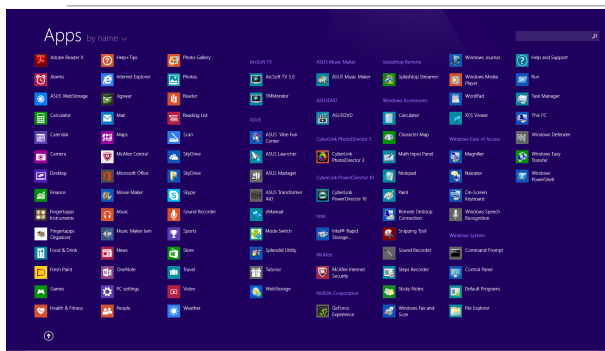 Apps by name
Adobe Reader X
Alarms
ASUS WebStorage
Calculator
Calendar
Camera
Desktop
Finance
Fingertapps
Instruments
Fingertapps
Organizer
Food & Drink
Fresh Paint
Games
Health & Fitness
Help+Tips
Internet Explorer
Jigswar
Mail
Maps
McAfee Central
Microsoft Office
Movie Maker
Music
Music Maker Jam
News
OneNote
PC settings
People
Photo Gallery
Photos
Reader
Reading List
Scan
SkyDrive
SkyDrive
Skype
Sound Recorder
Sports
Store
Travel
Video
Weather
ArcSoft TV
ArcSoft TV 5.0
TMMonitor
ASUS
ASUS Vibe Fun
Center
ASUS Launcher
ASUS Manager
ASUS Transformer
AiO
eManual
Mode Switch
Splendid Utility
Tutorial
WebStorage
ASUS Music Maker
ASUS Music Maker
ASUSDVD
ASUSDVD
CyberLink PhotoDirector 3
CyberLink
PhotoDirector 3
CyberLink PowerDirector 10
CyberLink
PowerDirector 10
Intel
Intel® Rapid
Storage...
McAfee
McAfee Internet
Security
NVIDIA Corporation
GeForce
Experience
Splashtop Remote
Splashtop Streamer
Windows Accessories
Calculator
Character Map
Math Input Panel
Notepad
Paint
Remote Desktop
Connection
Snipping Tool
Sound Recorder
Steps Recorder
Sticky Notes
Windows Fax and
Scan
Windows Journal
Windows Media
Player
WordPad
XPS Viewer
Windows Ease of Access
Magnifier
Narrator
On-Screen
Keyboard
Windows Speech
Recognition
Windows System
Command Prompt
Control Panel
Default Programs
File Explorer
Help and Support
Run
Task Manager
This PC
Windows Defender
Windows Easy
Transfer
Windows
PowerShell